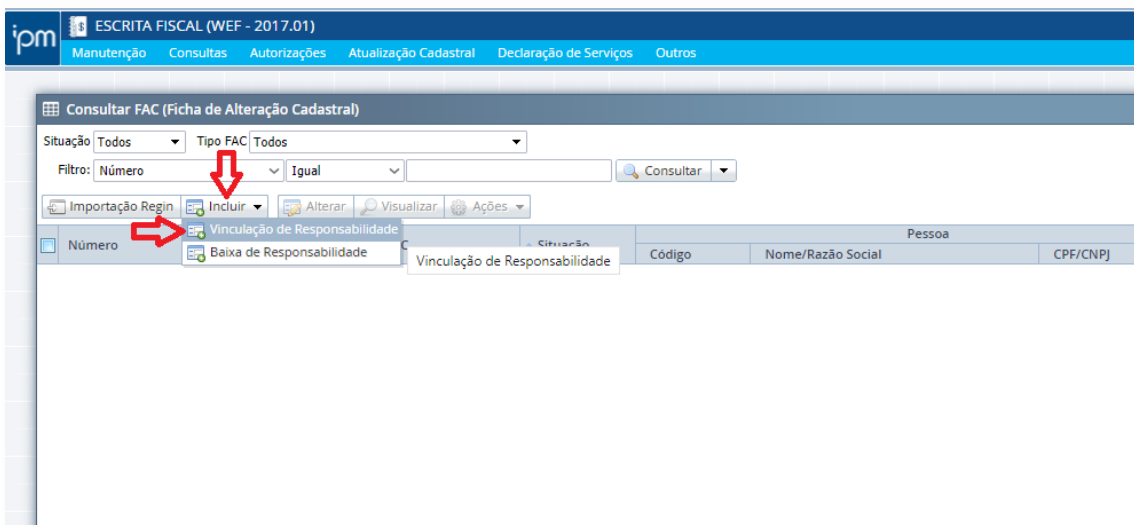 ipm
ESCRITA FISCAL (WEF - 2017.01)
Manutenção Consultas Autorizações Atualização Cadastral Declaração de Serviços Outros
Consultar FAC (Ficha de Alteração Cadastral)
Situação Todos Tipo FAC Todos
Filtro: Número Igual Consultar
Importação Regin Incluir Alterar Visualizar Ações
Vinculação de Responsabilidade
Número C Situação Pessoa
Baixa de Responsabilidade
Vinculação de Responsabilidade
Código Nome/Razão Social CPF/CNPJ